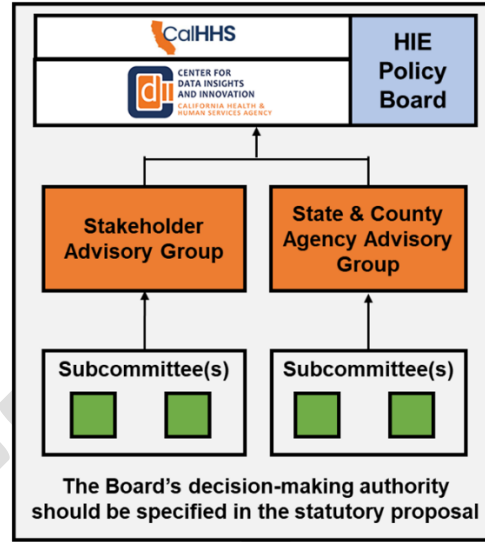 CalHHS
CENTER FOR
DATA INSIGHTS
AND INNOVATION
CALIFORNIA HEALTH &
HUMAN SERVICES AGENCY
cdii
HIE
Policy
Board
Stakeholder
Advisory Group
State & County
Agency Advisory
Group
Subcommittee(s)
Subcommittee(s)
The Board's decision-making authority
should be specified in the statutory proposal